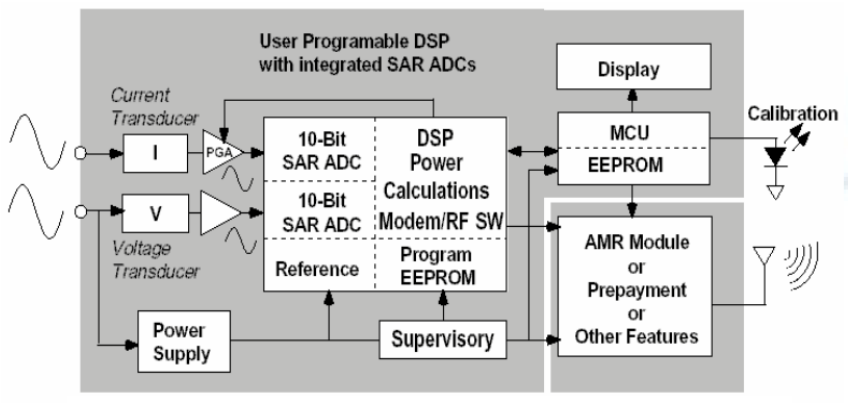 User Programable DSP
with integrated SAR ADCs
Current
Transducer
I
PGA
10-Bit
SAR ADC
DSP
Power
Calculations
Modem/RF SW
10-Bit
SAR ADC
V
Voltage
Transducer
Reference
Program
EEPROM
Power
Supply
Supervisory
Display
MCU
EEPROM
Calibration
AMR Module
or
Prepayment
or
Other Features